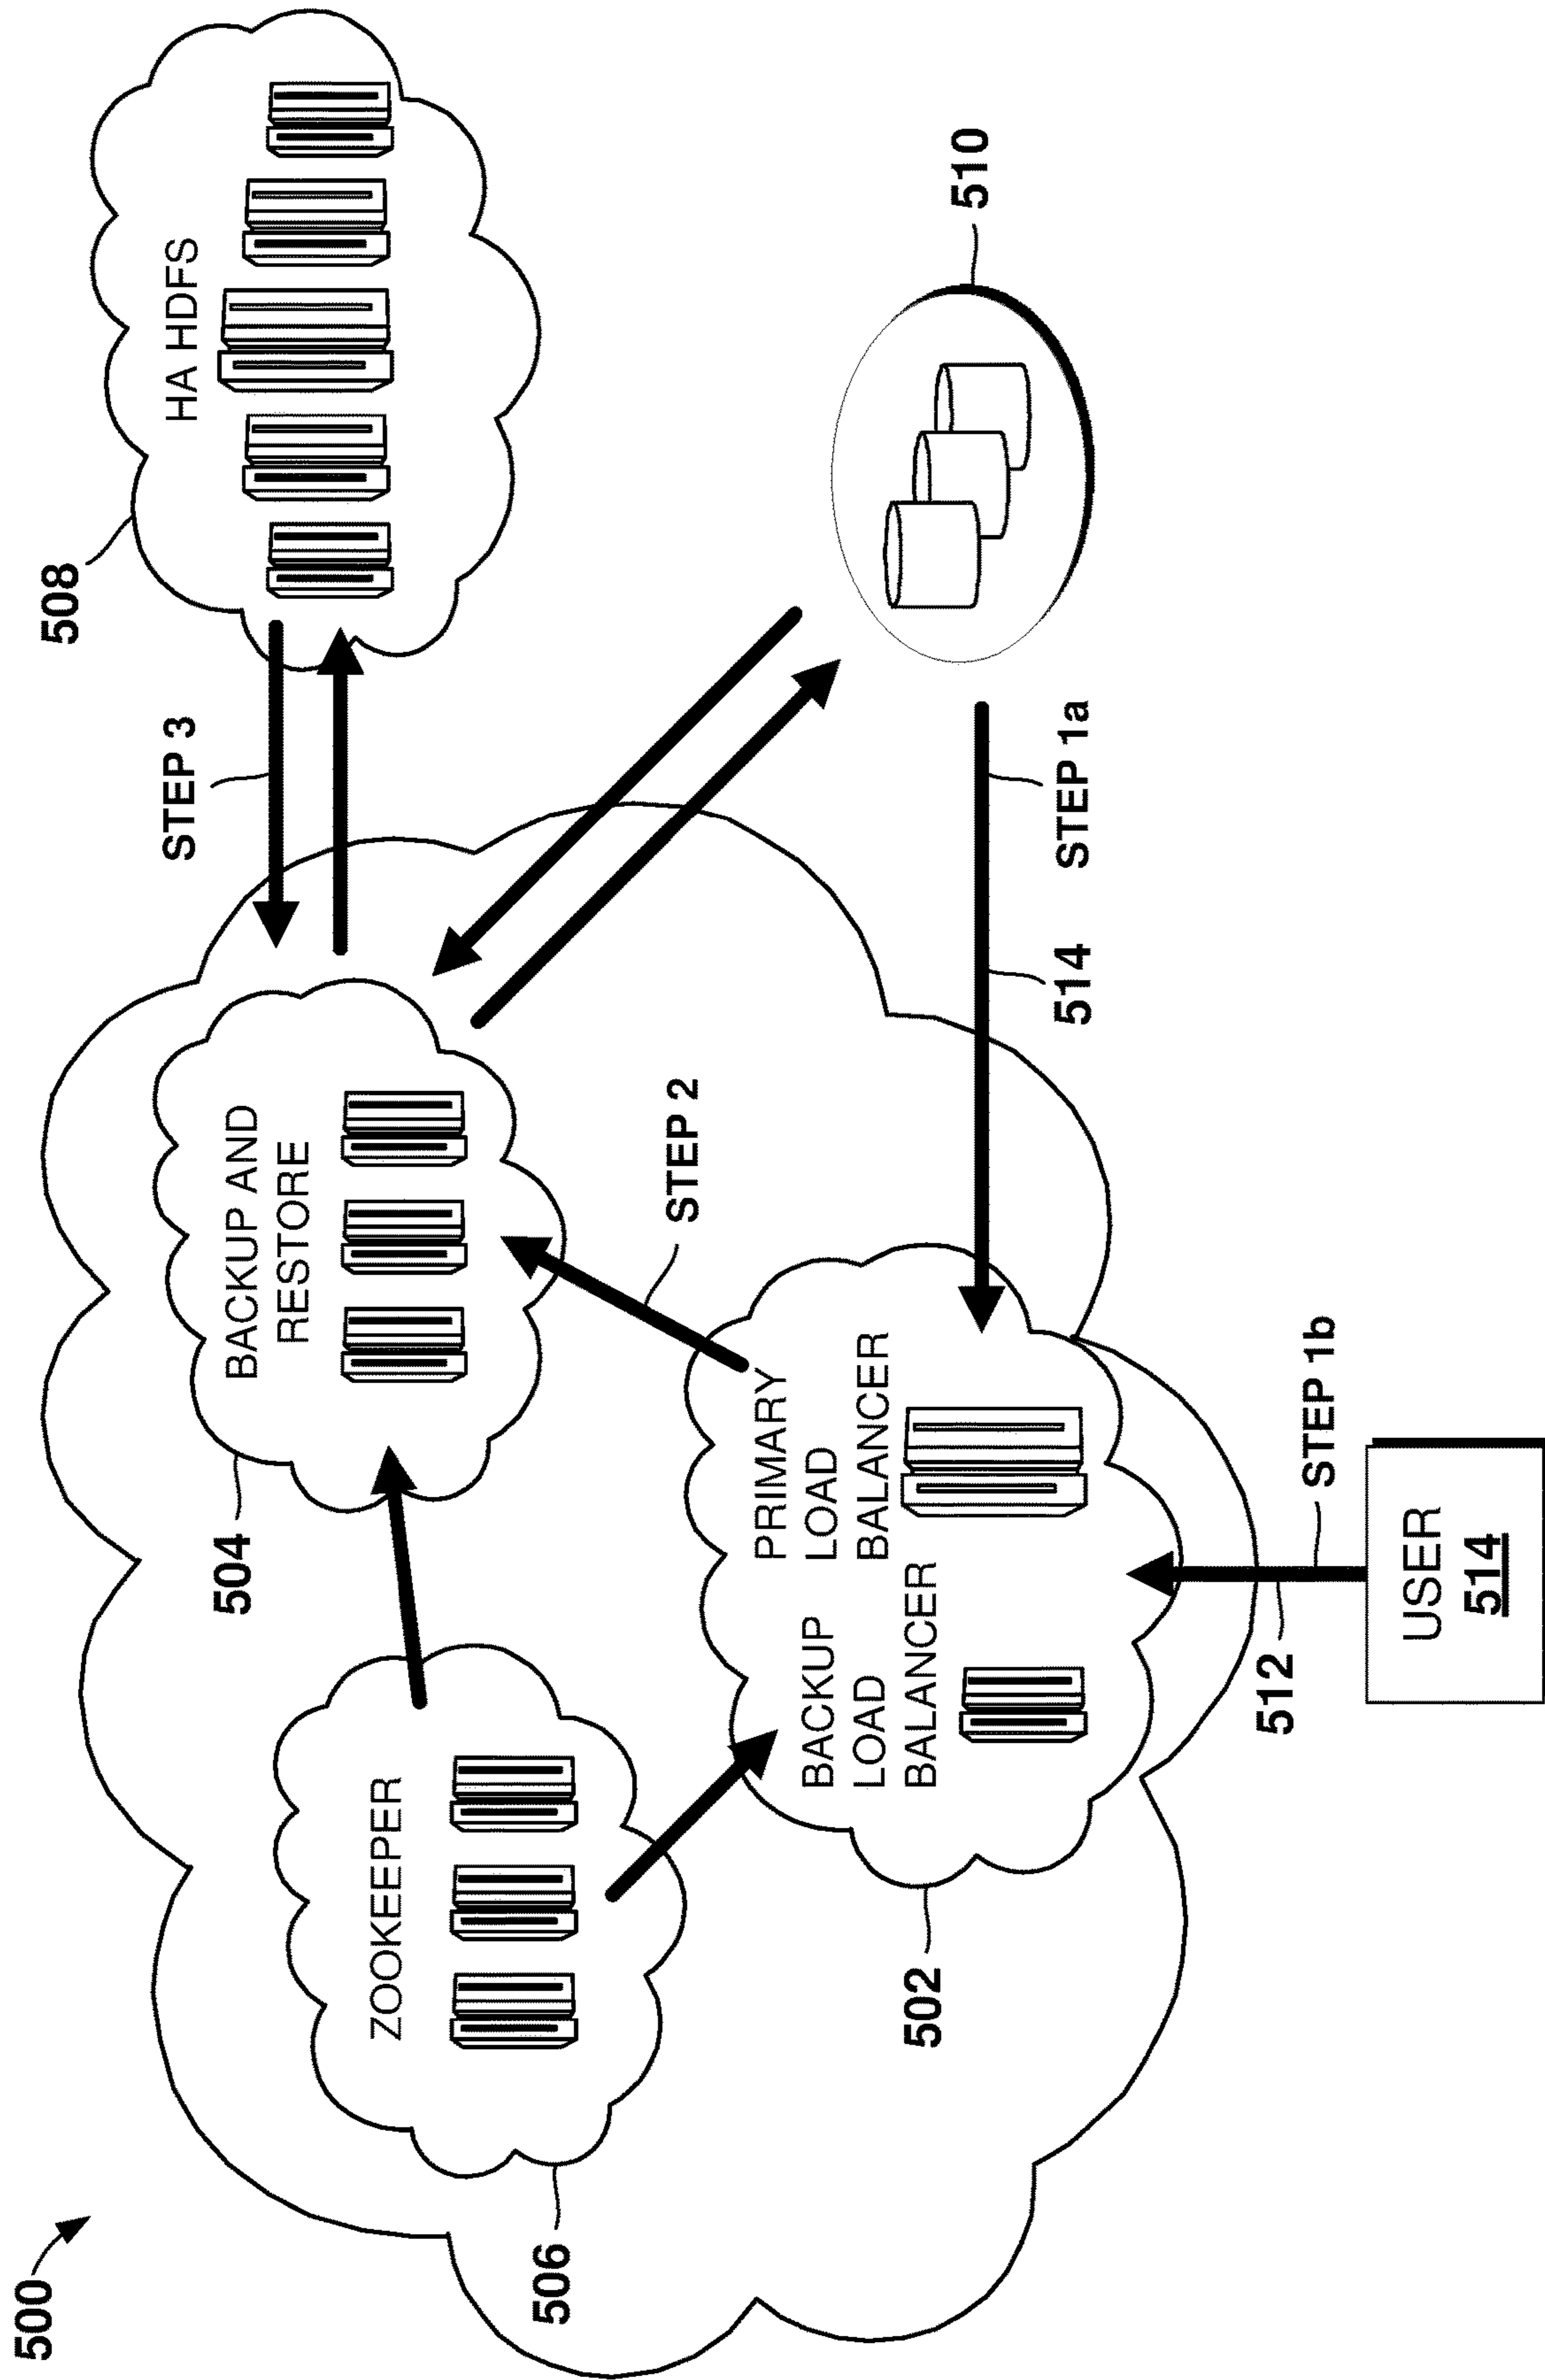 500
508
HA HDFS
STEP 3
504
BACKUP AND
RESTORE
ZOOKEEPER
506
STEP 2
510
STEP 1a
514
PRIMARY
LOAD
BALANCER
BACKUP
LOAD
BALANCER
502
STEP 1b
512
USER
514